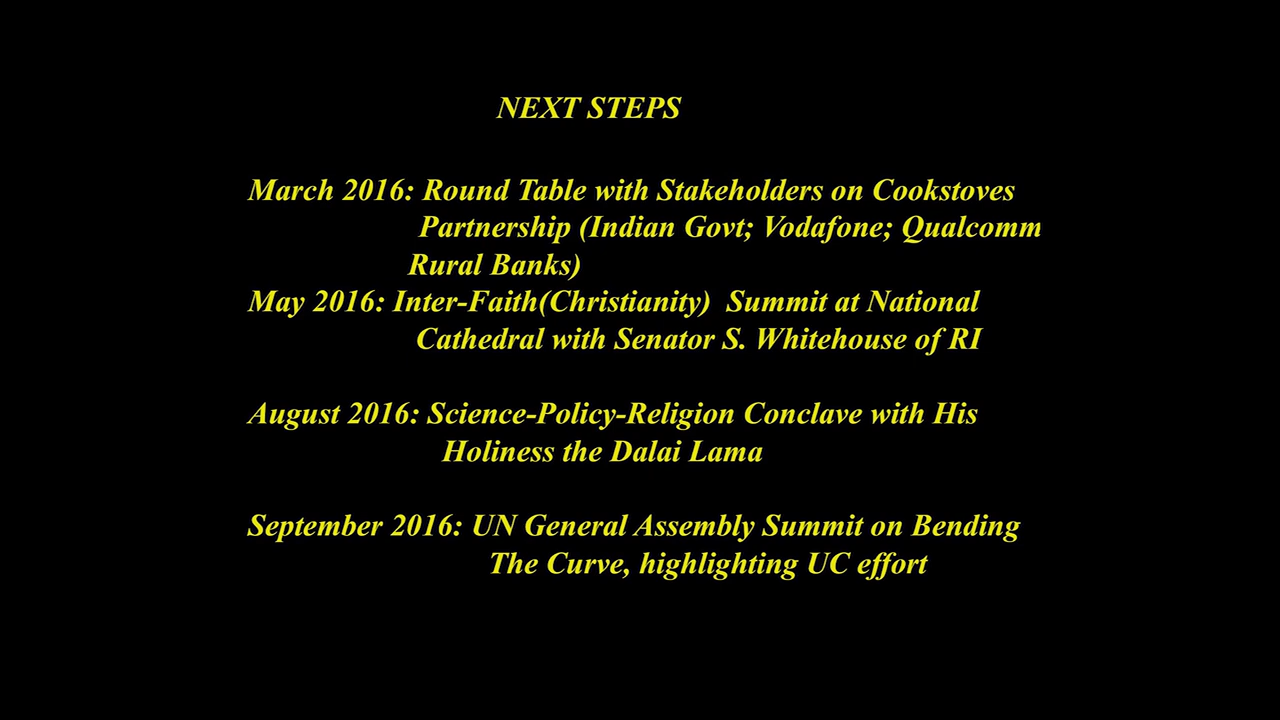 NEXT STEPS
March 2016: Round Table with Stakeholders on Cookstoves
Partnership (Indian Govt; Vodafone; Qualcomm
Rural Banks)
May 2016: Inter-Faith(Christianity) Summit at National
Cathedral with Senator S. Whitehouse of RI
August 2016: Science-Policy-Religion Conclave with His
Holiness the Dalai Lama
September 2016: UN General Assembly Summit on Bending
The Curve, highlighting UC effort